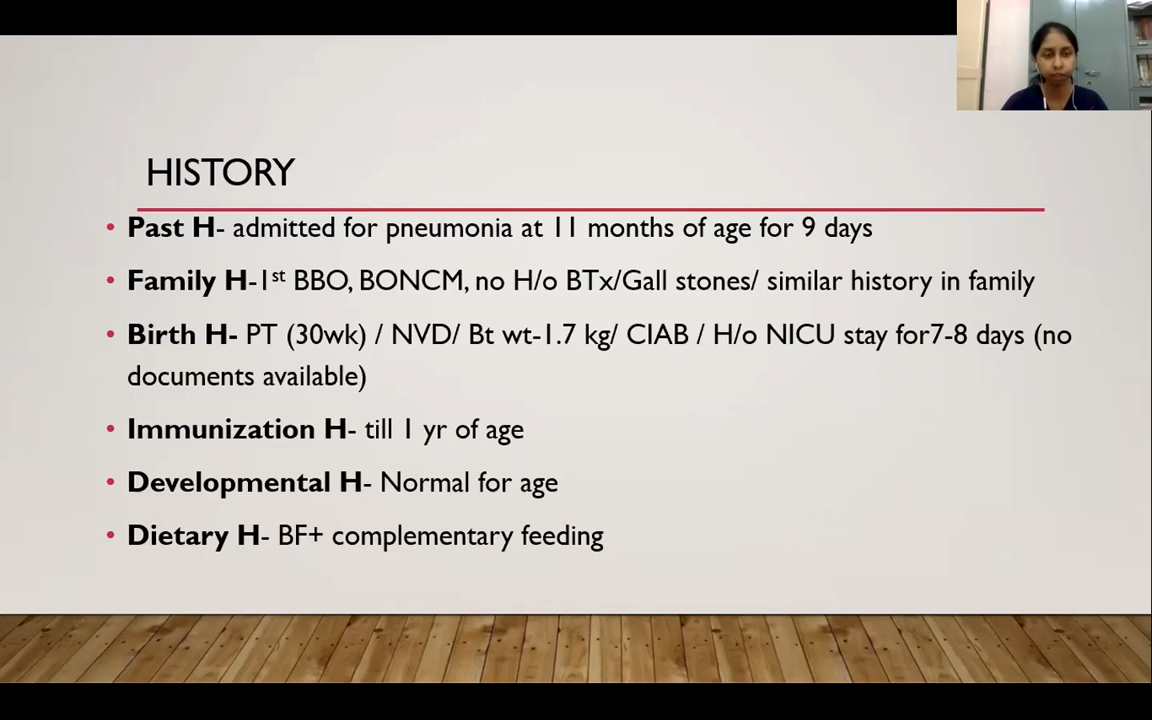 HISTORY
• Past H- admitted for pneumonia at 11 months of age for 9 days
• Family H-1st BBO, BONCM, no H/o BTx/Gall stones/ similar history in family
• Birth H- PT (30wk) / NVD/ Bt wt-1.7 kg/ CIAB / H/o NICU stay for7-8 days (no
documents available)
• Immunization H- till 1 yr of age
• Developmental H- Normal for age
• Dietary H- BF+ complementary feeding